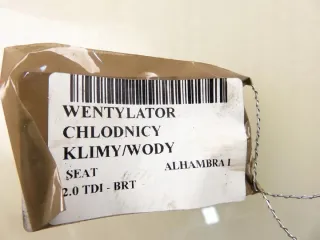 WENTYLATOR
CHLODNICY
KLIMY/WODY
SEAT ALHAMBRA I
2.0 TDI - BRT